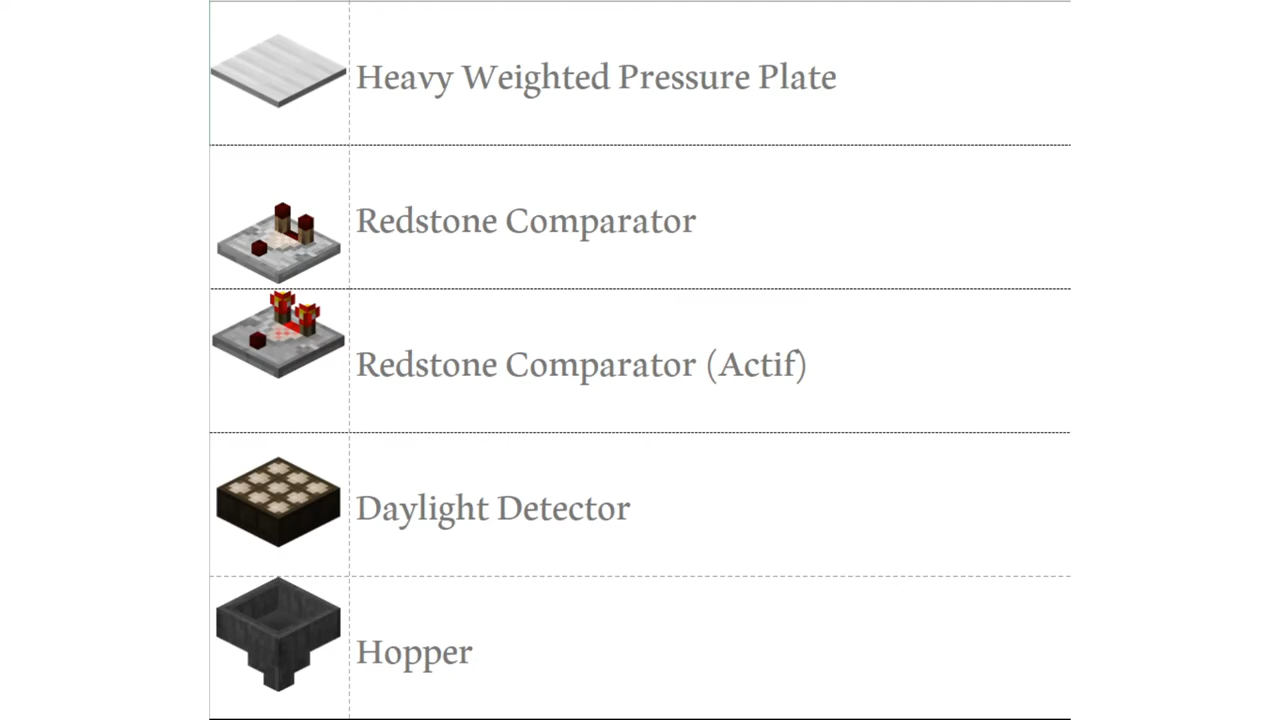 Heavy Weighted Pressure Plate
Redstone Comparator
Redstone Comparator (Actif)
Daylight Detector
Hopper